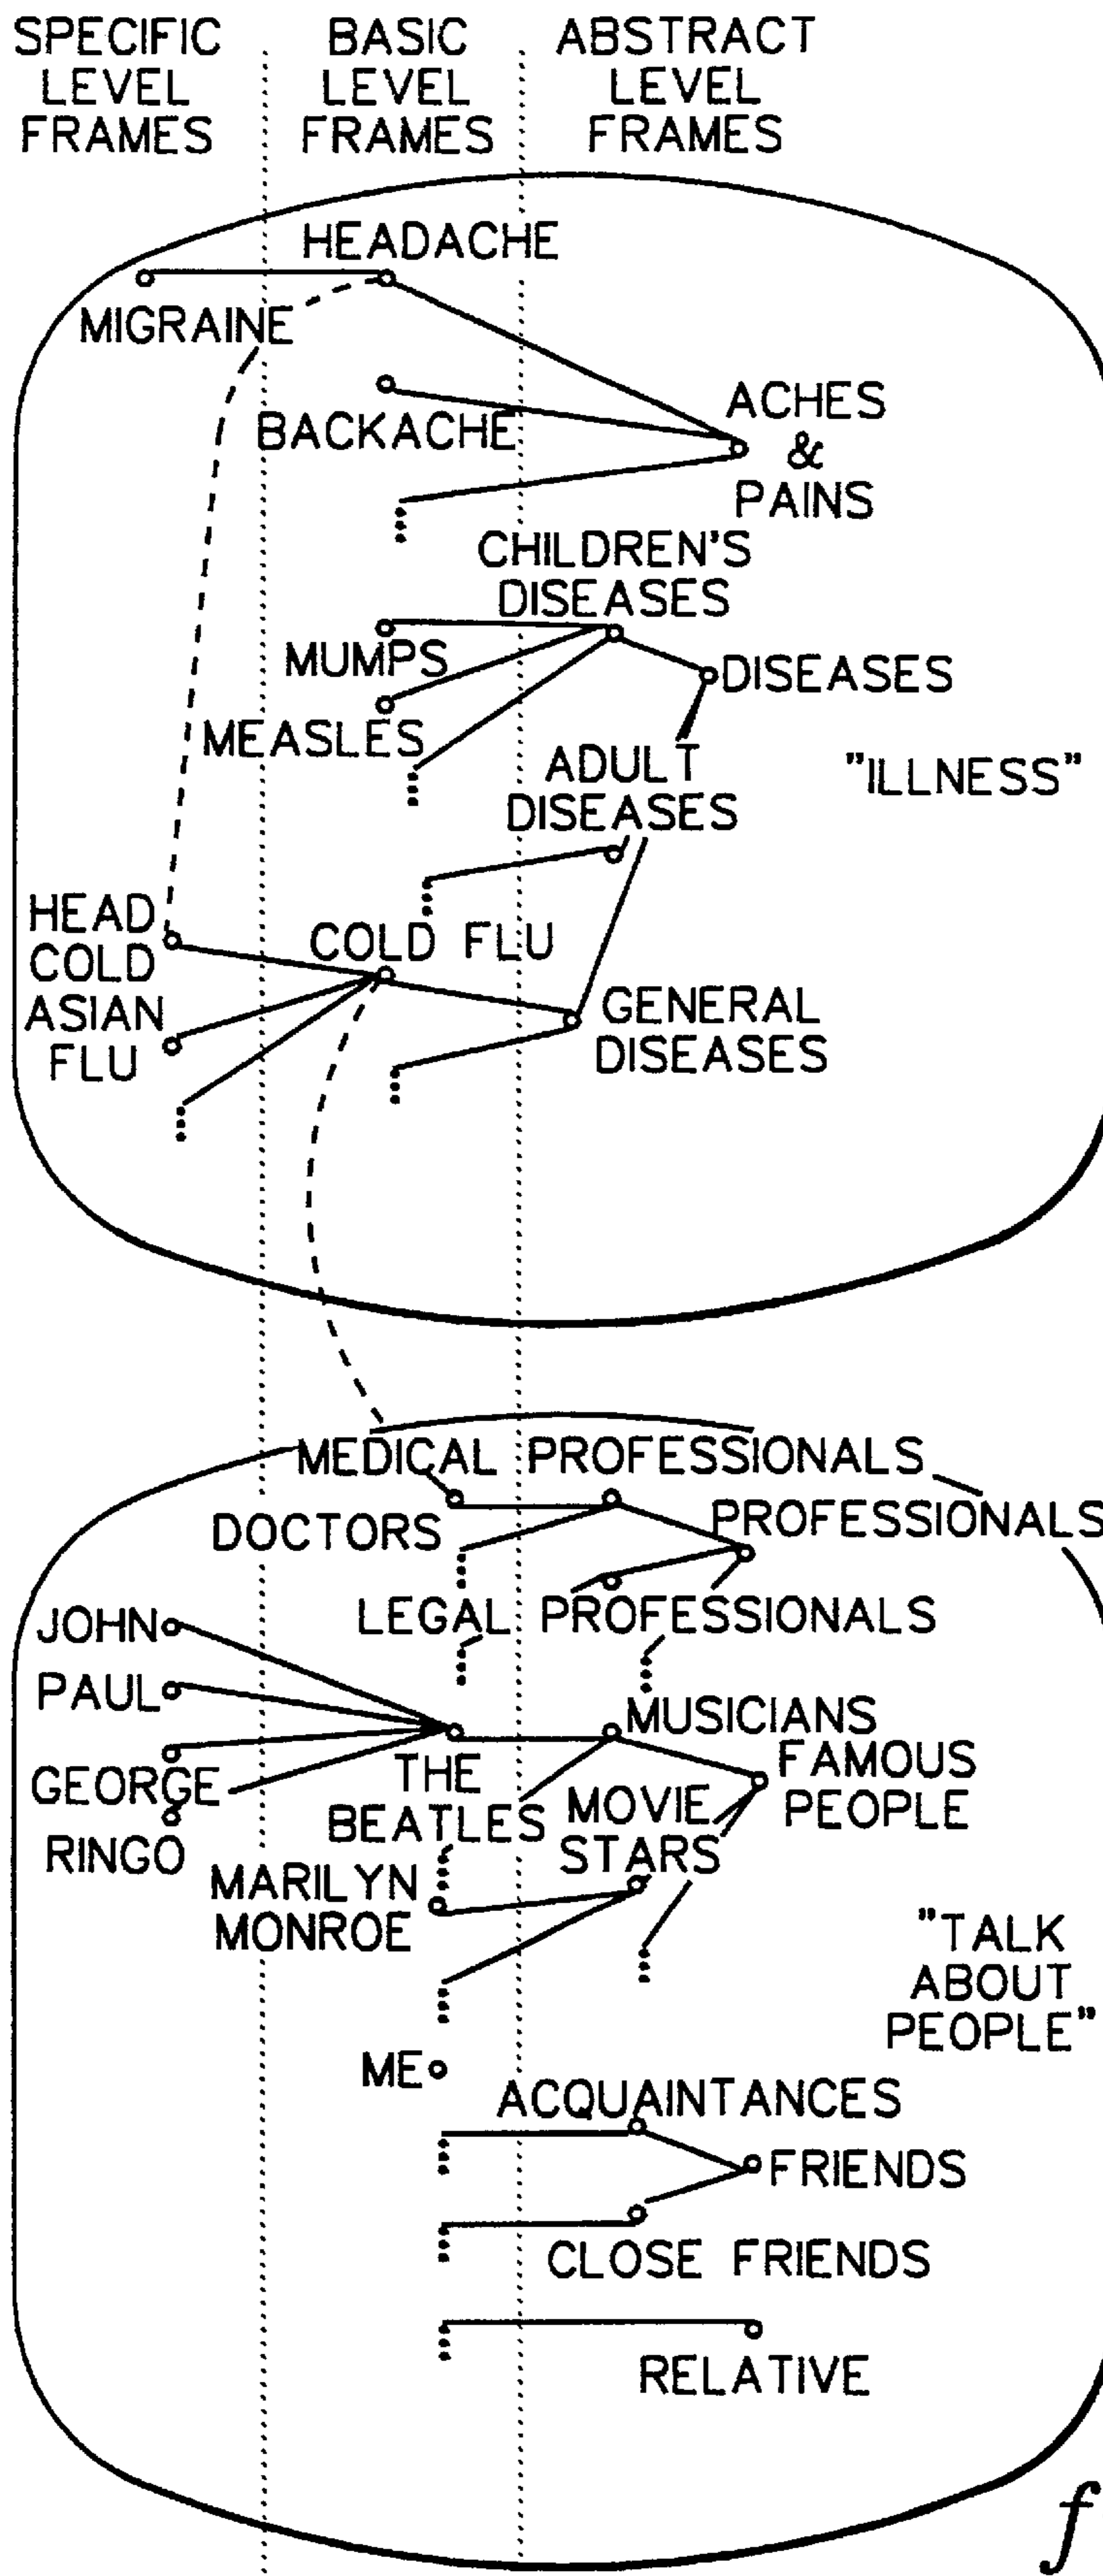 SPECIFIC
LEVEL
FRAMES
BASIC
LEVEL
FRAMES
ABSTRACT
LEVEL
FRAMES
HEADACHE
MIGRAINE
BACKACHE
ACHES
&
PAINS
CHILDREN'S
DISEASES
MUMPS
DISEASES
MEASLES
ADULT
DISEASES
"ILLNESS"
HEAD
COLD
COLD FLU
ASIAN
FLU
GENERAL
DISEASES
MEDICAL PROFESSIONALS
DOCTORS
PROFESSIONALS
LEGAL PROFESSIONALS
JOHN
PAUL
GEORGE
RINGO
THE
BEATLES
MUSICIANS
FAMOUS
PEOPLE
MOVIE
STARS
MARILYN
MONROE
"TALK
ABOUT
PEOPLE"
ME
ACQUAINTANCES
FRIENDS
CLOSE FRIENDS
RELATIVE
f